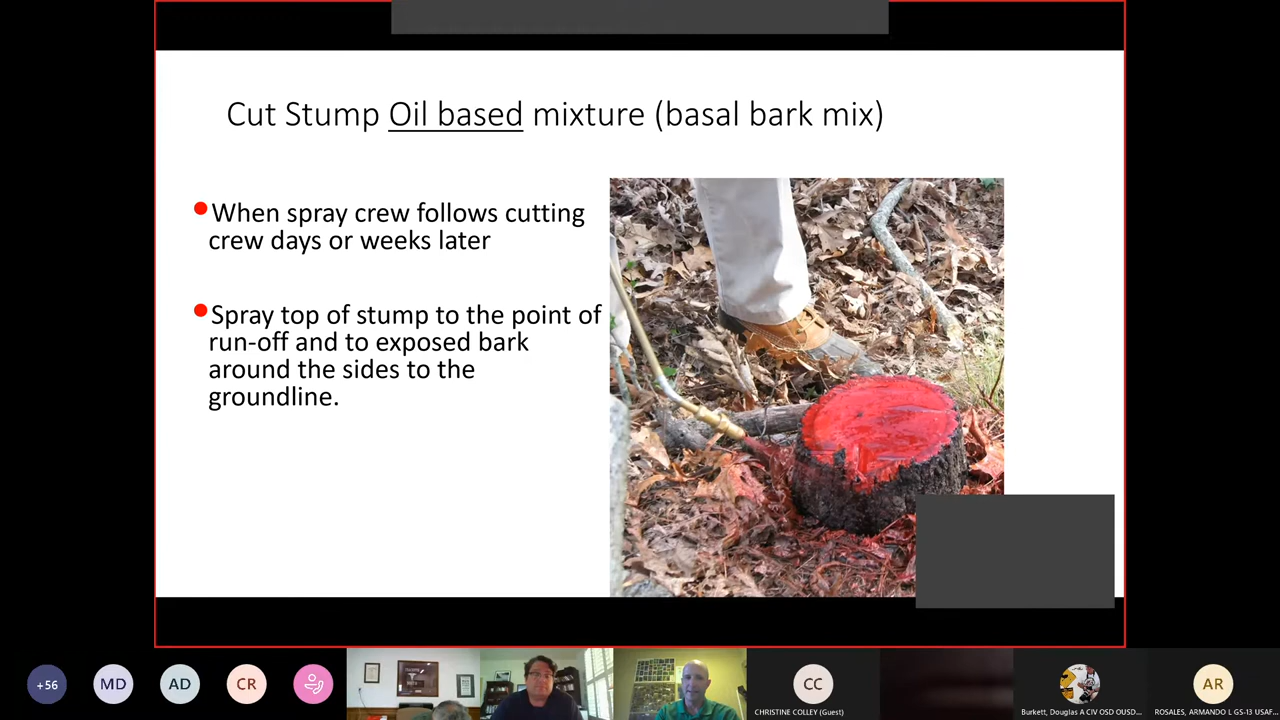 Cut Stump Oil based mixture (basal bark mix)
When spray crew follows cutting
crew days or weeks later
Spray top of stump to the point of
run-off and to exposed bark
around the sides to the
groundline.
+56
MD
AD
CR
CC
AR
CHRISTINE COLLEY (Guest)
Burkett, Douglas A CIV OSD OUSD...
ROSALES, ARMANDO L GS-13 USAF...